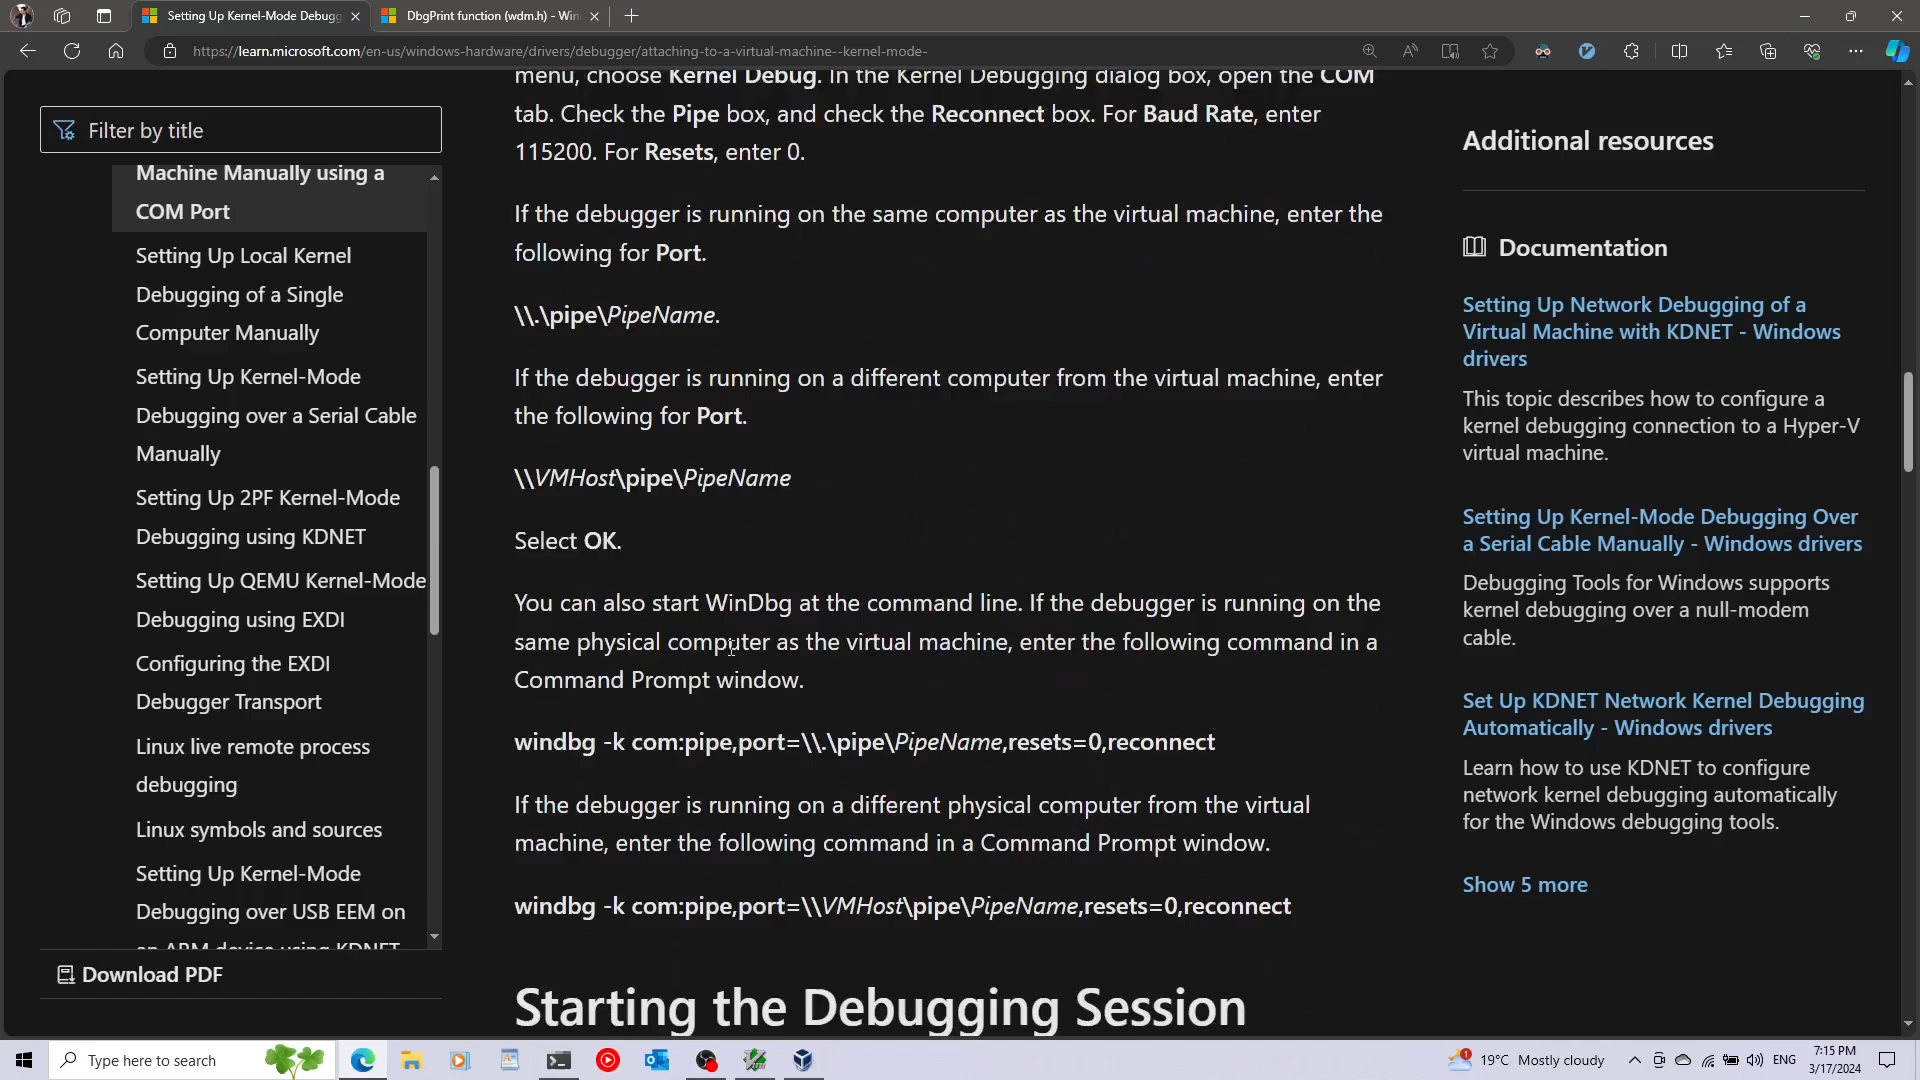 Setting Up Kernel-Mode Debugg
DbgPrint function (wdm.h) - Win
https://learn.microsoft.com/en-us/windows-hardware/drivers/debugger/attaching-to-a-virtual-machine--kernel-mode-
Filter by title
Machine Manually using a
COM Port
Setting Up Local Kernel
Debugging of a Single
Computer Manually
Setting Up Kernel-Mode
Debugging over a Serial Cable
Manually
Setting Up 2PF Kernel-Mode
Debugging using KDNET
Setting Up QEMU Kernel-Mode
Debugging using EXDI
Configuring the EXDI
Debugger Transport
Linux live remote process
debugging
Linux symbols and sources
Setting Up Kernel-Mode
Debugging over USB EEM on
an ARM device using KDNET
Download PDF
menu, choose Kernel Debug. In the Kernel Debugging dialog box, open the COM
tab. Check the Pipe box, and check the Reconnect box. For Baud Rate, enter
115200. For Resets, enter 0.
If the debugger is running on the same computer as the virtual machine, enter the
following for Port.
\\.\pipe\PipeName.
If the debugger is running on a different computer from the virtual machine, enter
the following for Port.
\\VMHost\pipe\PipeName
Select OK.
You can also start WinDbg at the command line. If the debugger is running on the
same physical computer as the virtual machine, enter the following command in a
Command Prompt window.
windbg -k com:pipe,port=\\.\pipe\PipeName,resets=0,reconnect
If the debugger is running on a different physical computer from the virtual
machine, enter the following command in a Command Prompt window.
windbg -k com:pipe,port=\\VMHost\pipe\PipeName,resets=0,reconnect
Starting the Debugging Session
Additional resources
Documentation
Setting Up Network Debugging of a
Virtual Machine with KDNET - Windows
drivers
This topic describes how to configure a
kernel debugging connection to a Hyper-V
virtual machine.
Setting Up Kernel-Mode Debugging Over
a Serial Cable Manually - Windows drivers
Debugging Tools for Windows supports
kernel debugging over a null-modem
cable.
Set Up KDNET Network Kernel Debugging
Automatically - Windows drivers
Learn how to use KDNET to configure
network kernel debugging automatically
for the Windows debugging tools.
Show 5 more
Type here to search
1
19°C Mostly cloudy
ENG
7:15 PM
3/17/2024